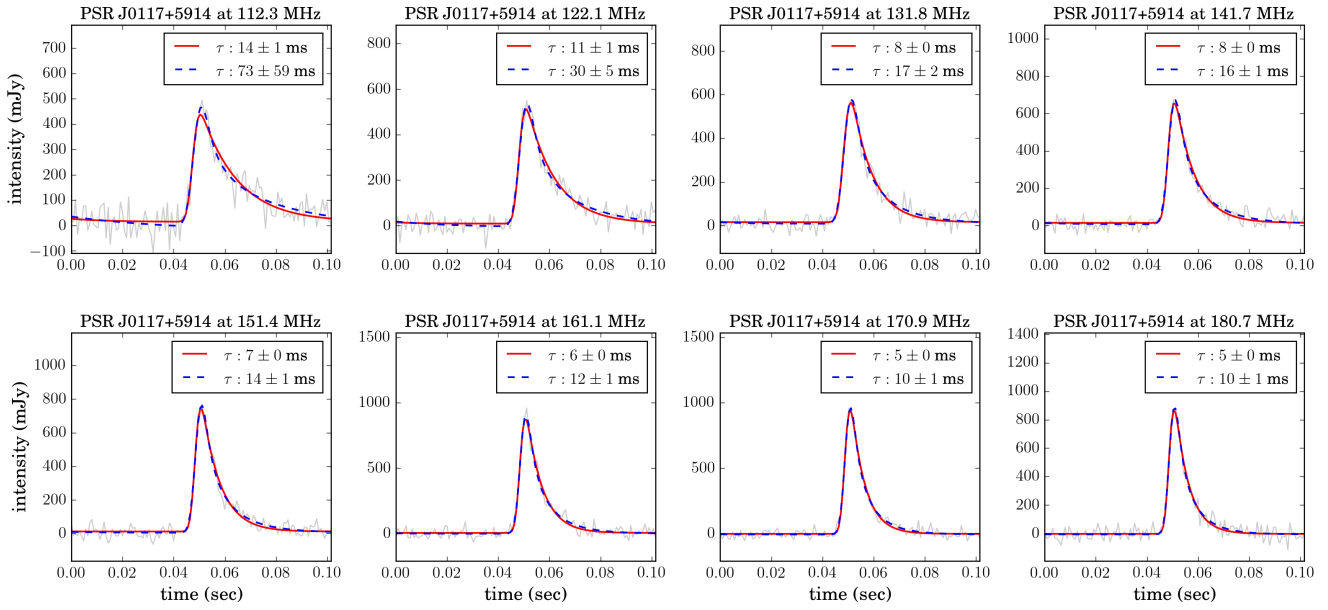 PSR J0117+5914 at 112.3 MHz
τ : 14 ± 1 ms
τ : 73 ± 59 ms
intensity (mJy)
700
600
500
400
300
200
100
0
−100
0.00 0.02 0.04 0.06 0.08 0.10
PSR J0117+5914 at 122.1 MHz
τ : 11 ± 1 ms
τ : 30 ± 5 ms
800
600
400
200
0
0.00 0.02 0.04 0.06 0.08 0.10
PSR J0117+5914 at 131.8 MHz
τ : 8 ± 0 ms
τ : 17 ± 2 ms
800
600
400
200
0
0.00 0.02 0.04 0.06 0.08 0.10
PSR J0117+5914 at 141.7 MHz
τ : 8 ± 0 ms
τ : 16 ± 1 ms
1000
800
600
400
200
0
0.00 0.02 0.04 0.06 0.08 0.10
PSR J0117+5914 at 151.4 MHz
τ : 7 ± 0 ms
τ : 14 ± 1 ms
intensity (mJy)
1000
800
600
400
200
0
0.00 0.02 0.04 0.06 0.08 0.10
time (sec)
PSR J0117+5914 at 161.1 MHz
τ : 6 ± 0 ms
τ : 12 ± 1 ms
1500
1000
500
0
0.00 0.02 0.04 0.06 0.08 0.10
time (sec)
PSR J0117+5914 at 170.9 MHz
τ : 5 ± 0 ms
τ : 10 ± 1 ms
1500
1000
500
0
0.00 0.02 0.04 0.06 0.08 0.10
time (sec)
PSR J0117+5914 at 180.7 MHz
τ : 5 ± 0 ms
τ : 10 ± 1 ms
1400
1200
1000
800
600
400
200
0
0.00 0.02 0.04 0.06 0.08 0.10
time (sec)